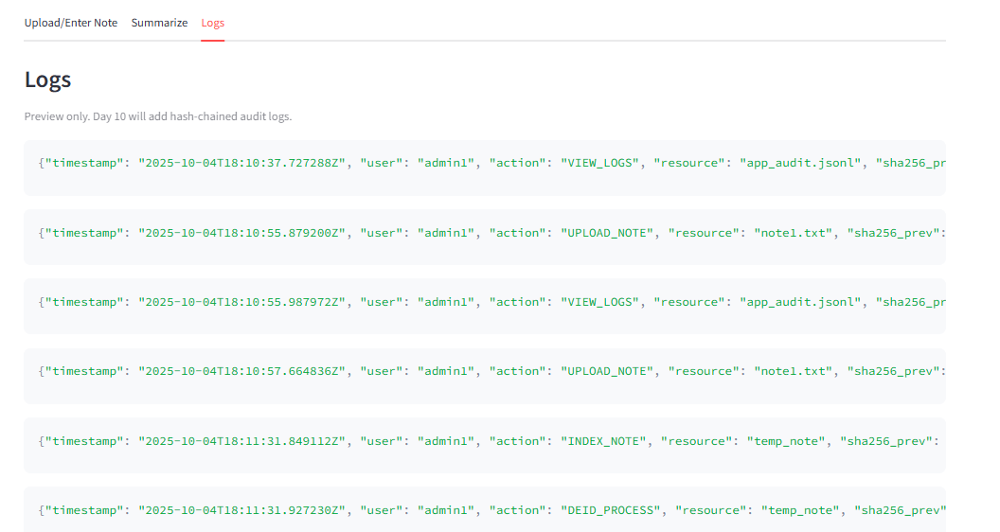 Upload/Enter Note Summarize Logs
Logs
Preview only. Day 10 will add hash-chained audit logs.
{"timestamp": "2025-10-04T18:10:37.727288Z", "user": "admin1", "action": "VIEW_LOGS", "resource": "app_audit.jsonl", "sha256_pr
{"timestamp": "2025-10-04T18:10:55.879200Z", "user": "admin1", "action": "UPLOAD_NOTE", "resource": "note1.txt", "sha256_prev":
{"timestamp": "2025-10-04T18:10:55.987972Z", "user": "admin1", "action": "VIEW_LOGS", "resource": "app_audit.jsonl", "sha256_pr
{"timestamp": "2025-10-04T18:10:57.664836Z", "user": "admin1", "action": "UPLOAD_NOTE", "resource": "note1.txt", "sha256_prev":
{"timestamp": "2025-10-04T18:11:31.849112Z", "user": "admin1", "action": "INDEX_NOTE", "resource": "temp_note", "sha256_prev":
{"timestamp": "2025-10-04T18:11:31.927230Z", "user": "admin1", "action": "DEID_PROCESS", "resource": "temp_note", "sha256_prev"